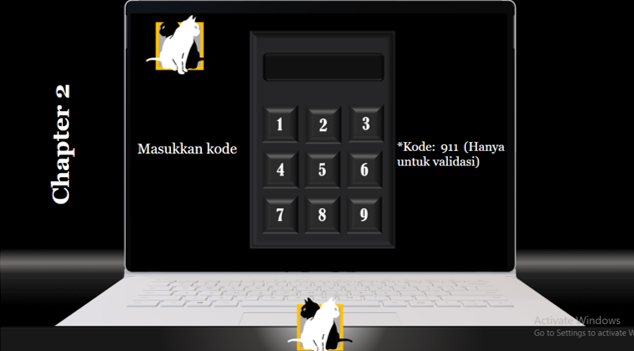 Chapter 2
Masukkan kode
1 2 3
4 5 6
7 8 9
*Kode: 911 (Hanya
untuk validasi)
Activate Windows
Go to Settings to activate W